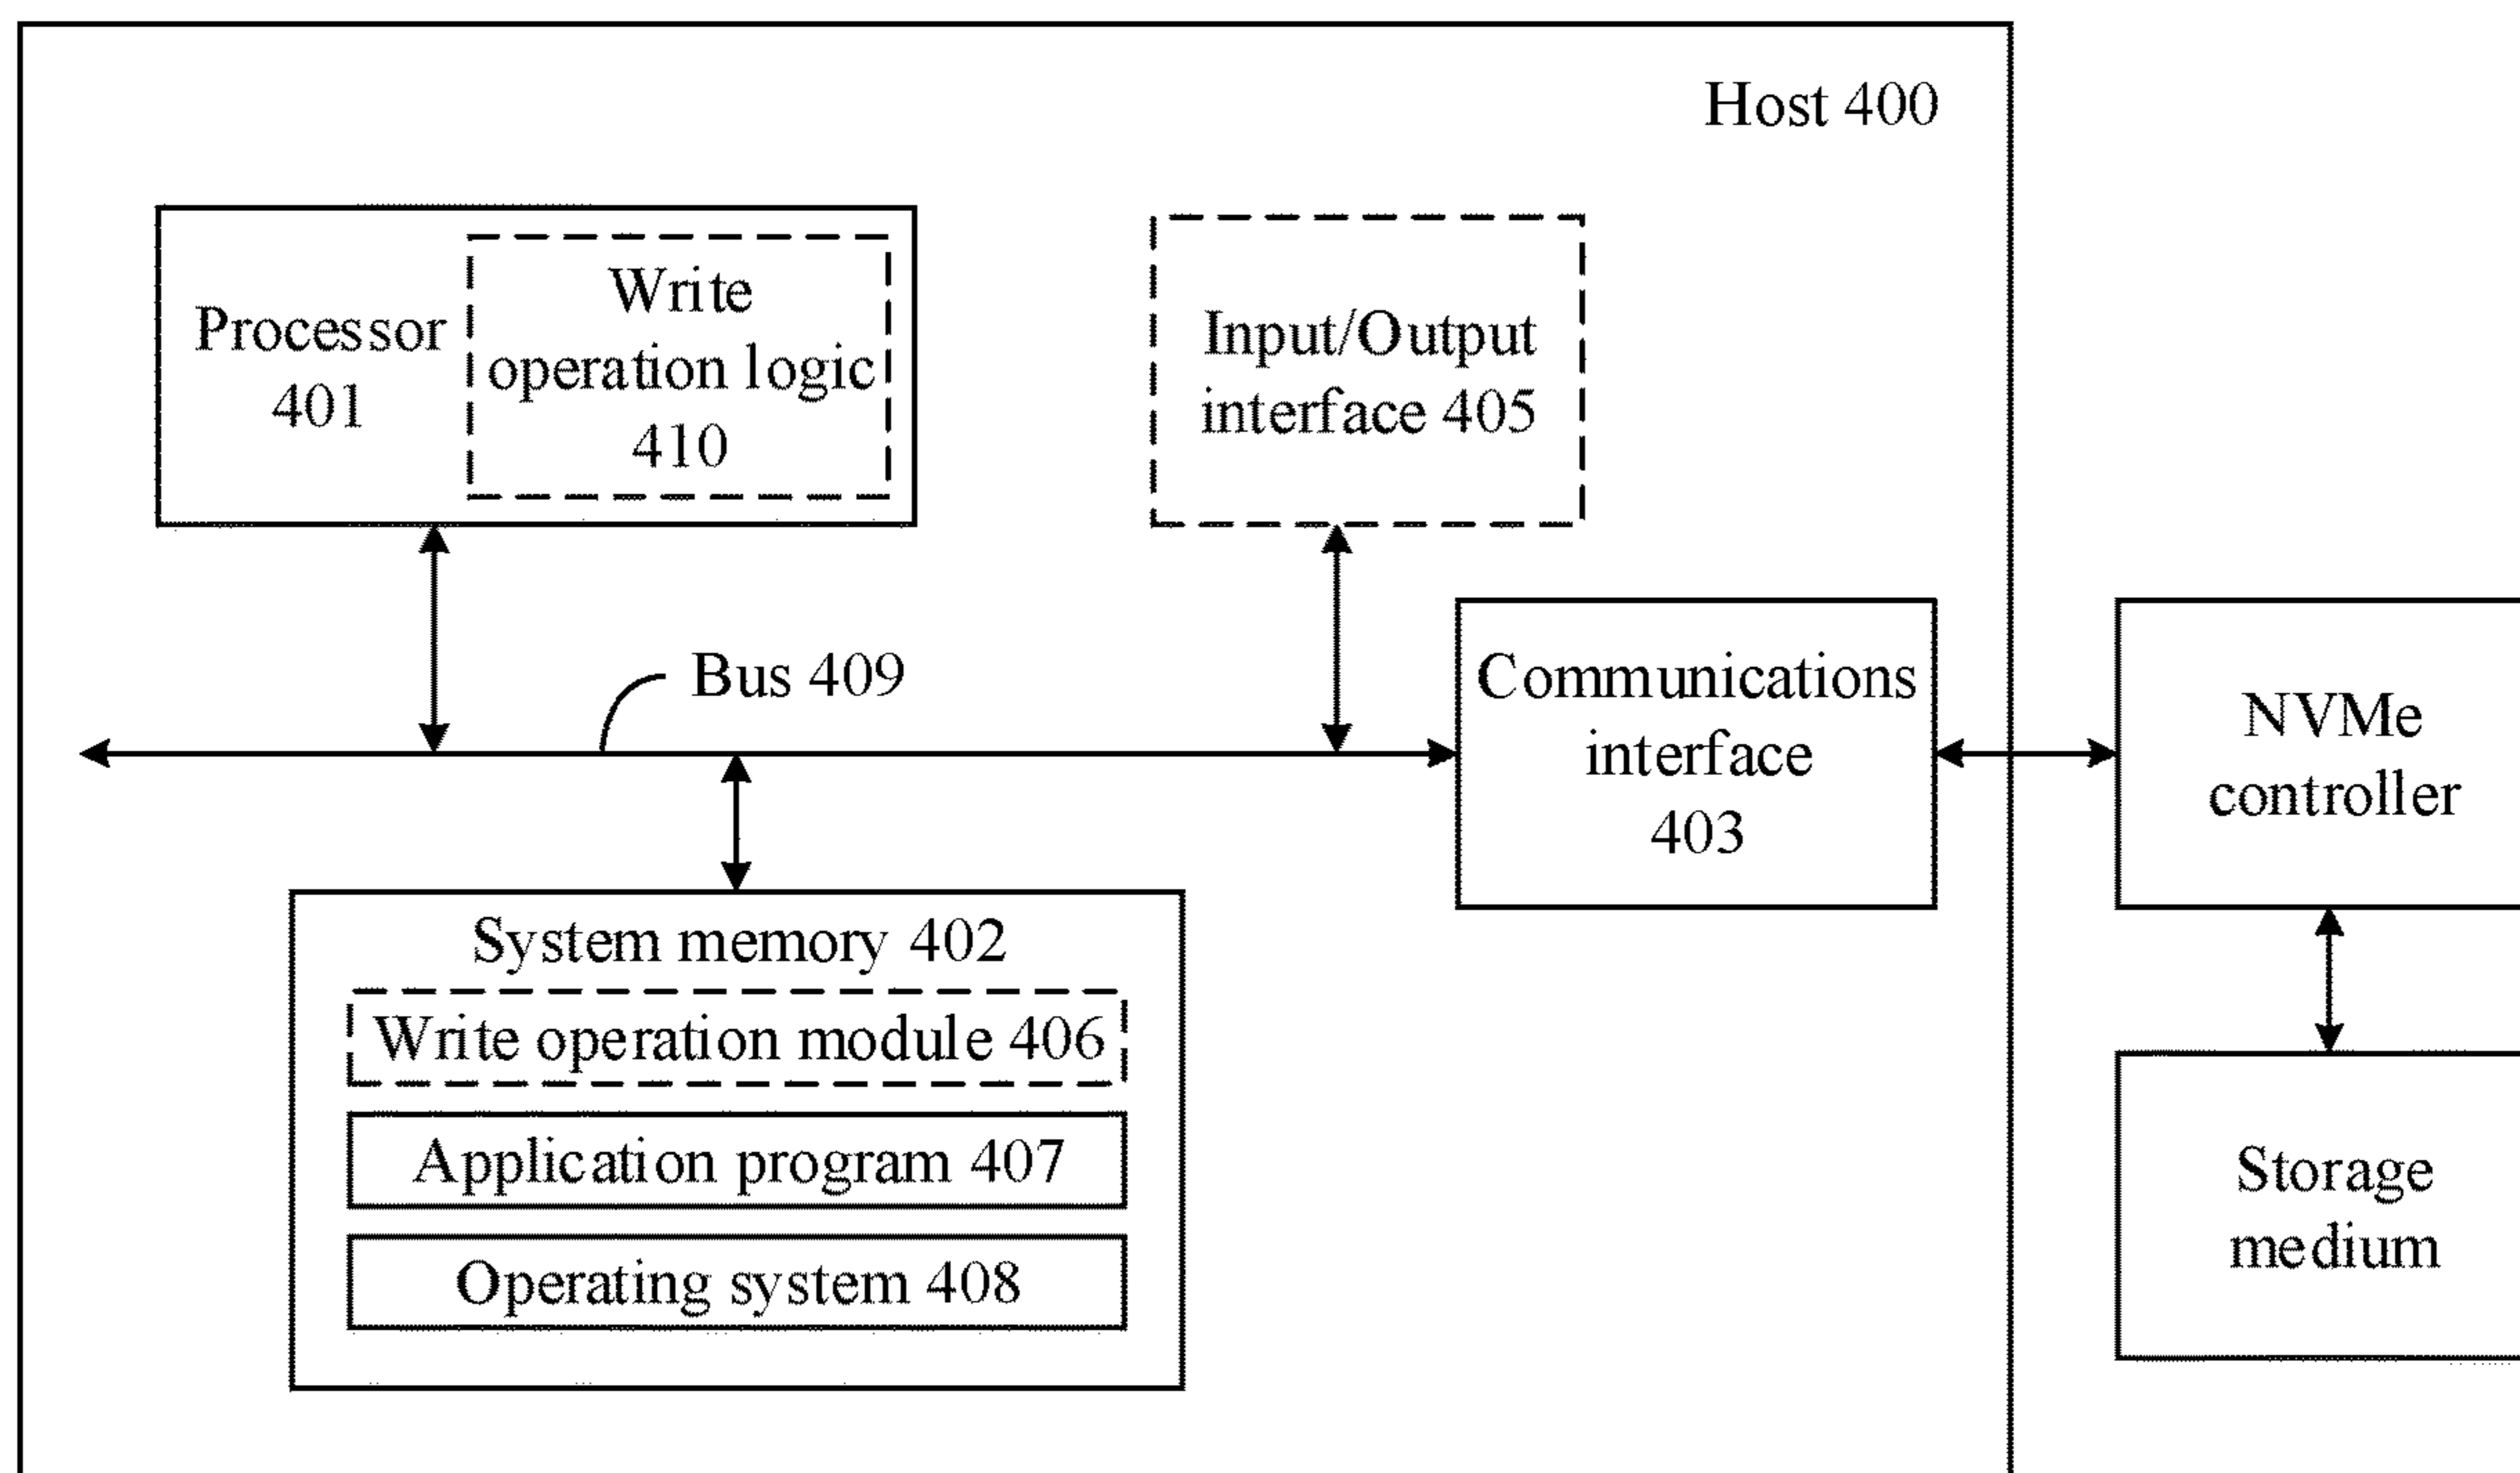 Host 400
Processor
401
Write
operation logic
410
Input/Output
interface 405
Bus 409
Communications
interface
403
NVMe
controller
System memory 402
Write operation module 406
Application program 407
Operating system 408
Storage
medium